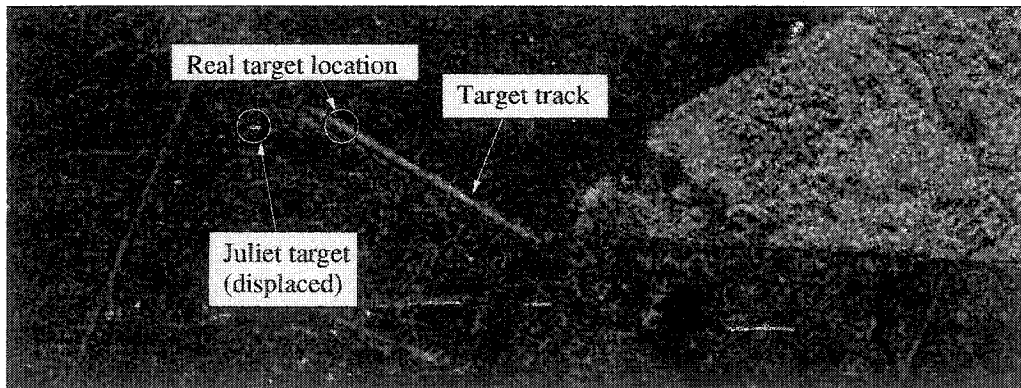 Real target location
Target track
Juliet target
(displaced)